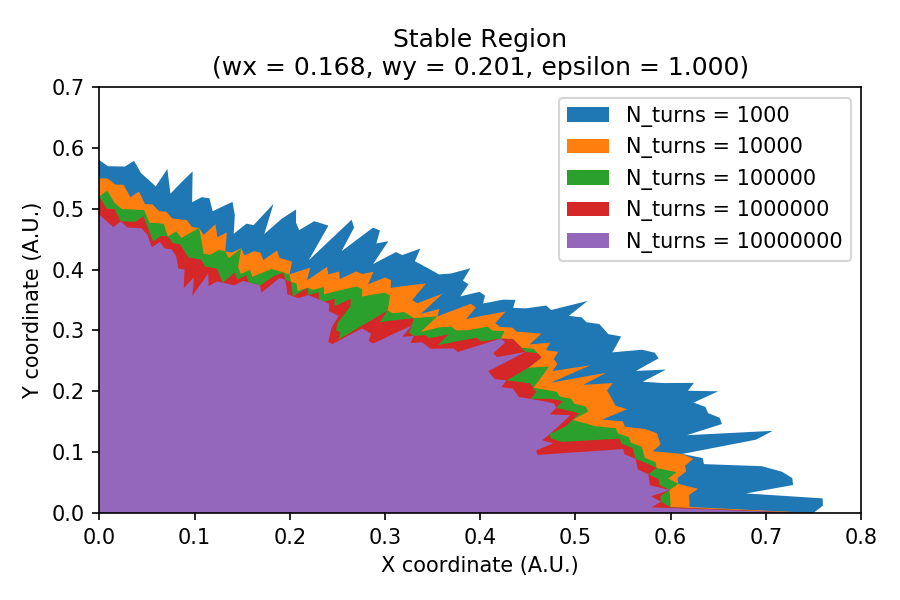 Stable Region
(wx = 0.168, wy = 0.201, epsilon = 1.000)
0.7
0.6
0.5
0.4
0.3
0.2
0.1
0.0
Y coordinate (A.U.)
N_turns = 1000
N_turns = 10000
N_turns = 100000
N_turns = 1000000
N_turns = 10000000
0.0 0.1 0.2 0.3 0.4 0.5 0.6 0.7 0.8
X coordinate (A.U.)